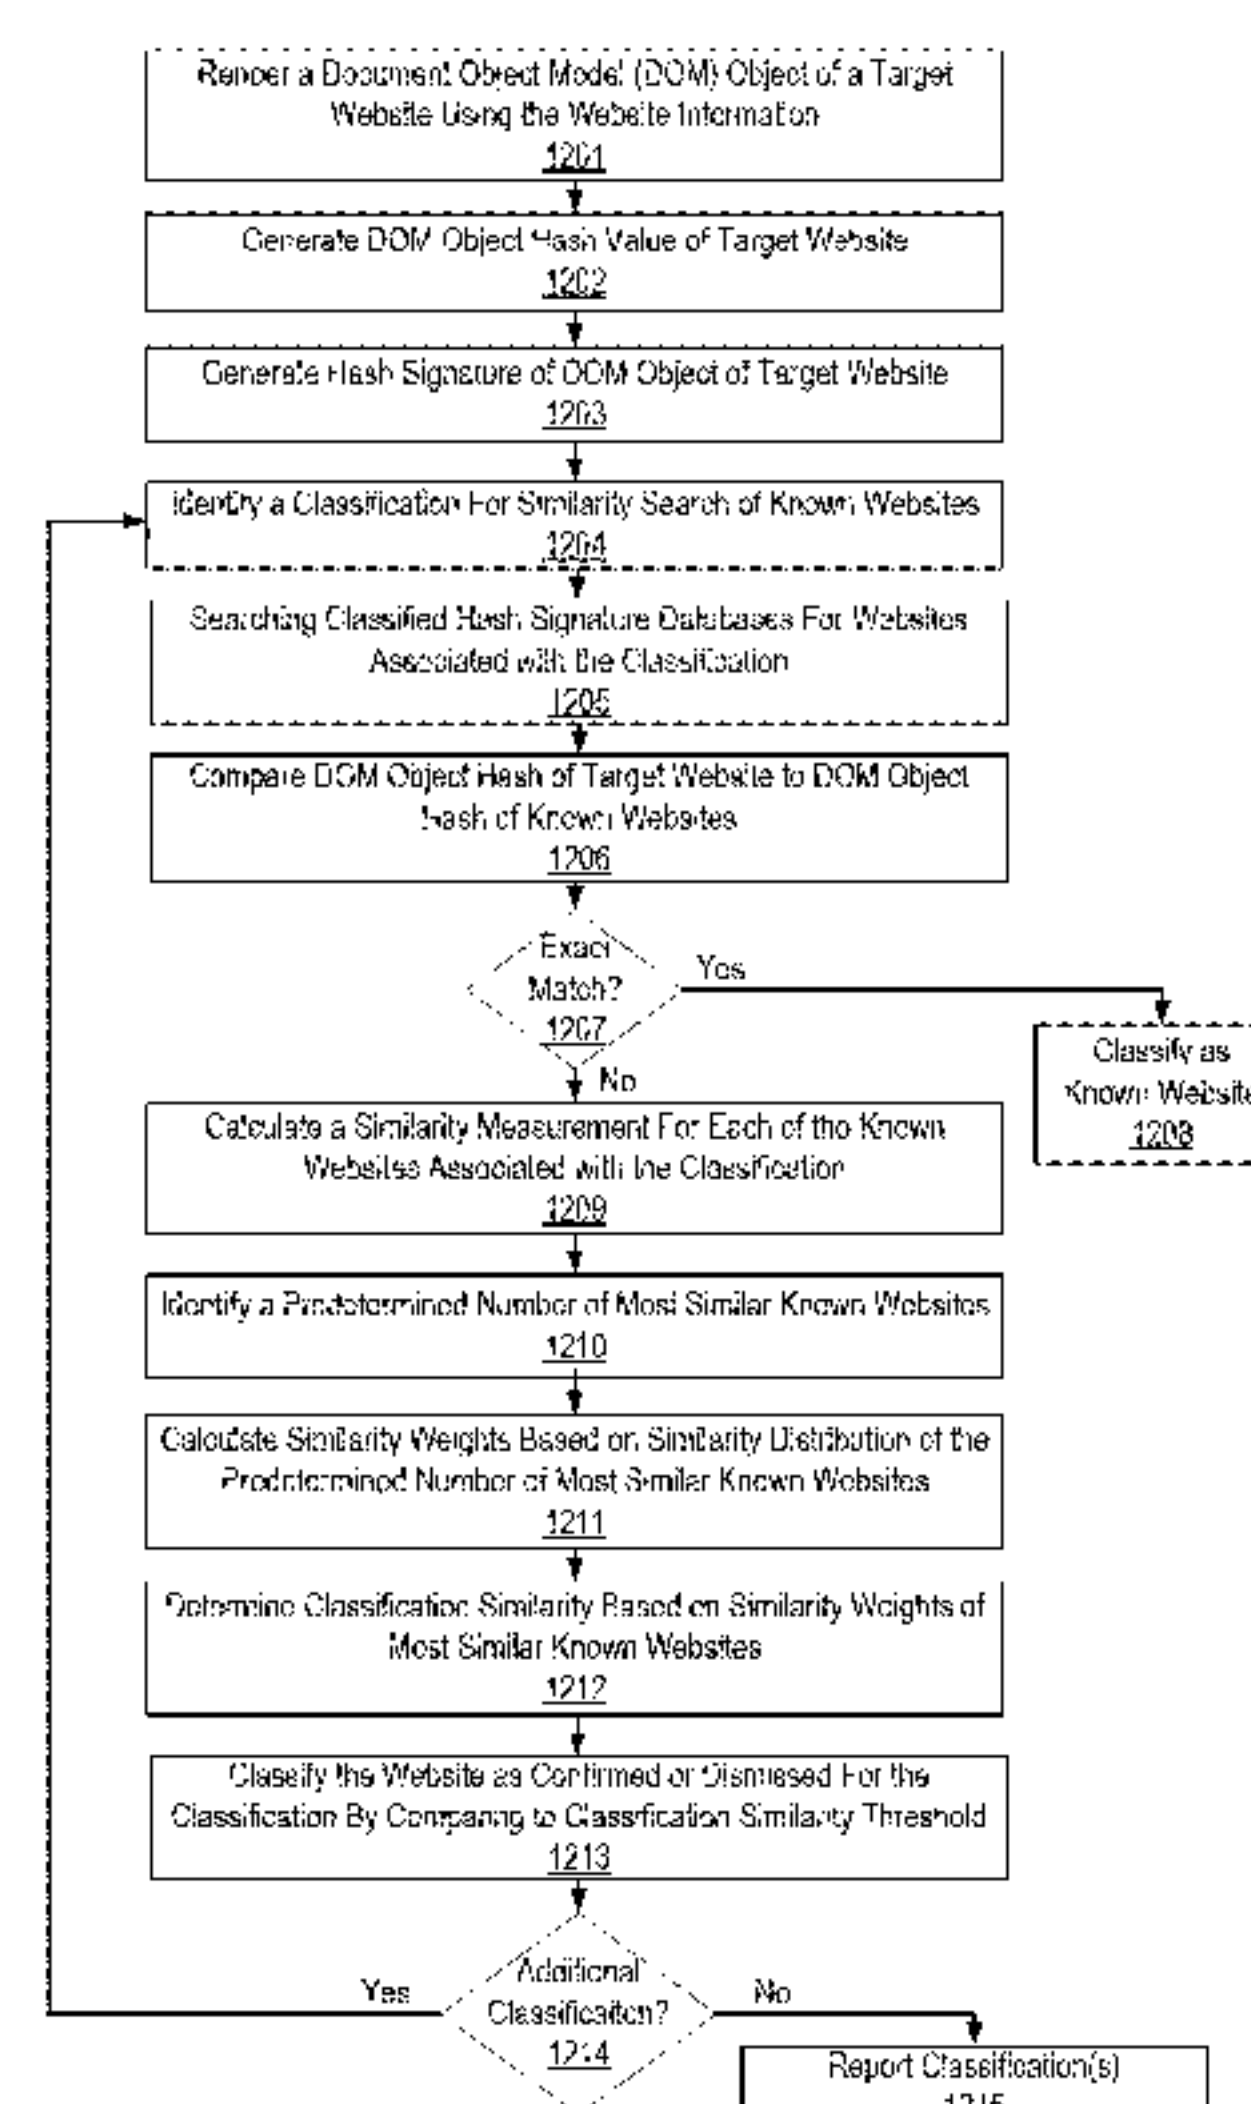 Render a Document Object Model (DOM) Object of a Target
Website Using the Website Information
1201
Generate DOM Object Hash Value of Target Website
1202
Generate Hash Signature of DOM Object of Target Website
1203
Identify a Classification For Similarity Search of Known Websites
1204
Searching Classified Hash Signature Databases For Websites
Associated with the Classification
1205
Compare DOM Object Hash of Target Website to DOM Object
Hash of Known Websites
1206
Exact
Match?
1207
Yes
No
Classify as
Known Website
1208
Calculate a Similarity Measurement For Each of the Known
Websites Associated with the Classification
1209
Identify a Predetermined Number of Most Similar Known Websites
1210
Calculate Similarity Weights Based on Similarity Distribution of the
Predetermined Number of Most Similar Known Websites
1211
Determine Classification Similarity Based on Similarity Weights of
Most Similar Known Websites
1212
Classify the Website as Confirmed or Dismissed For the
Classification By Comparing to Classification Similarity Threshold
1213
Additional
Classificaiton?
1214
Yes
No
Report Classification(s)
1215